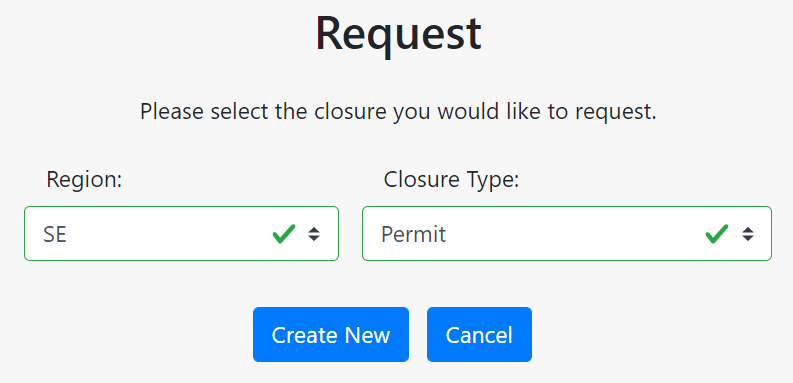 Request
Please select the closure you would like to request.
Region: Closure Type:
SE Permit
Create New Cancel